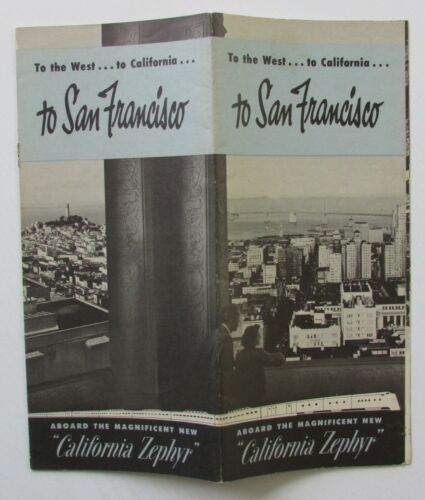 To the West...to California...
to San Francisco
ABOARD THE MAGNIFICENT NEW
"California Zephyr"
To the West...to California...
to San Francisco
ABOARD THE MAGNIFICENT NEW
"California Zephyr"